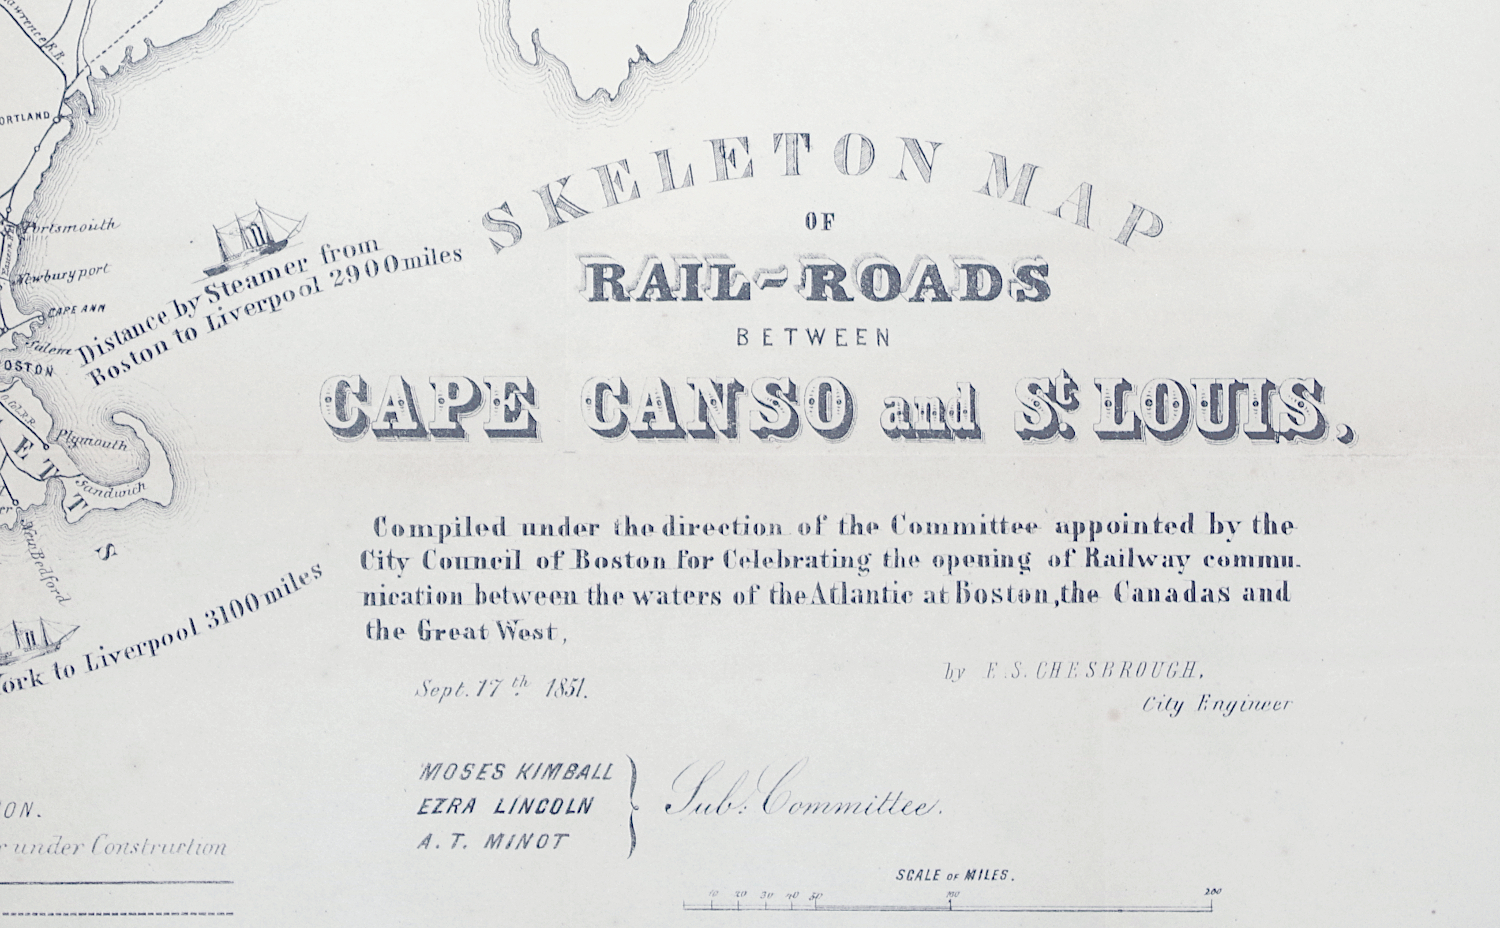 Lawrence R.R.
ORTLAND
Portsmouth
Newburyport
CAPE ANN
Salem
OSTON
Plymouth
Sandwich
E T T S
New Bedford
Distance by Steamer from
Boston to Liverpool 2900 miles
ork to Liverpool 3100 miles
SKELETON MAP
OF
RAIL-ROADS
BETWEEN
CAPE CANSO and St. LOUIS,
Compiled under the direction of the Committee appointed by the
City Council of Boston for Celebrating the opening of Railway commu-
nication between the waters of the Atlantic at Boston, the Canadas and
the Great West,
by E. S. CHESBROUGH,
City Engineer
Sept. 17th 1851.
MOSES KIMBALL
EZRA LINCOLN
A. T. MINOT
Sub. Committee.
ON.
r under Construction
SCALE OF MILES.
10 20 30 40 50 100 200